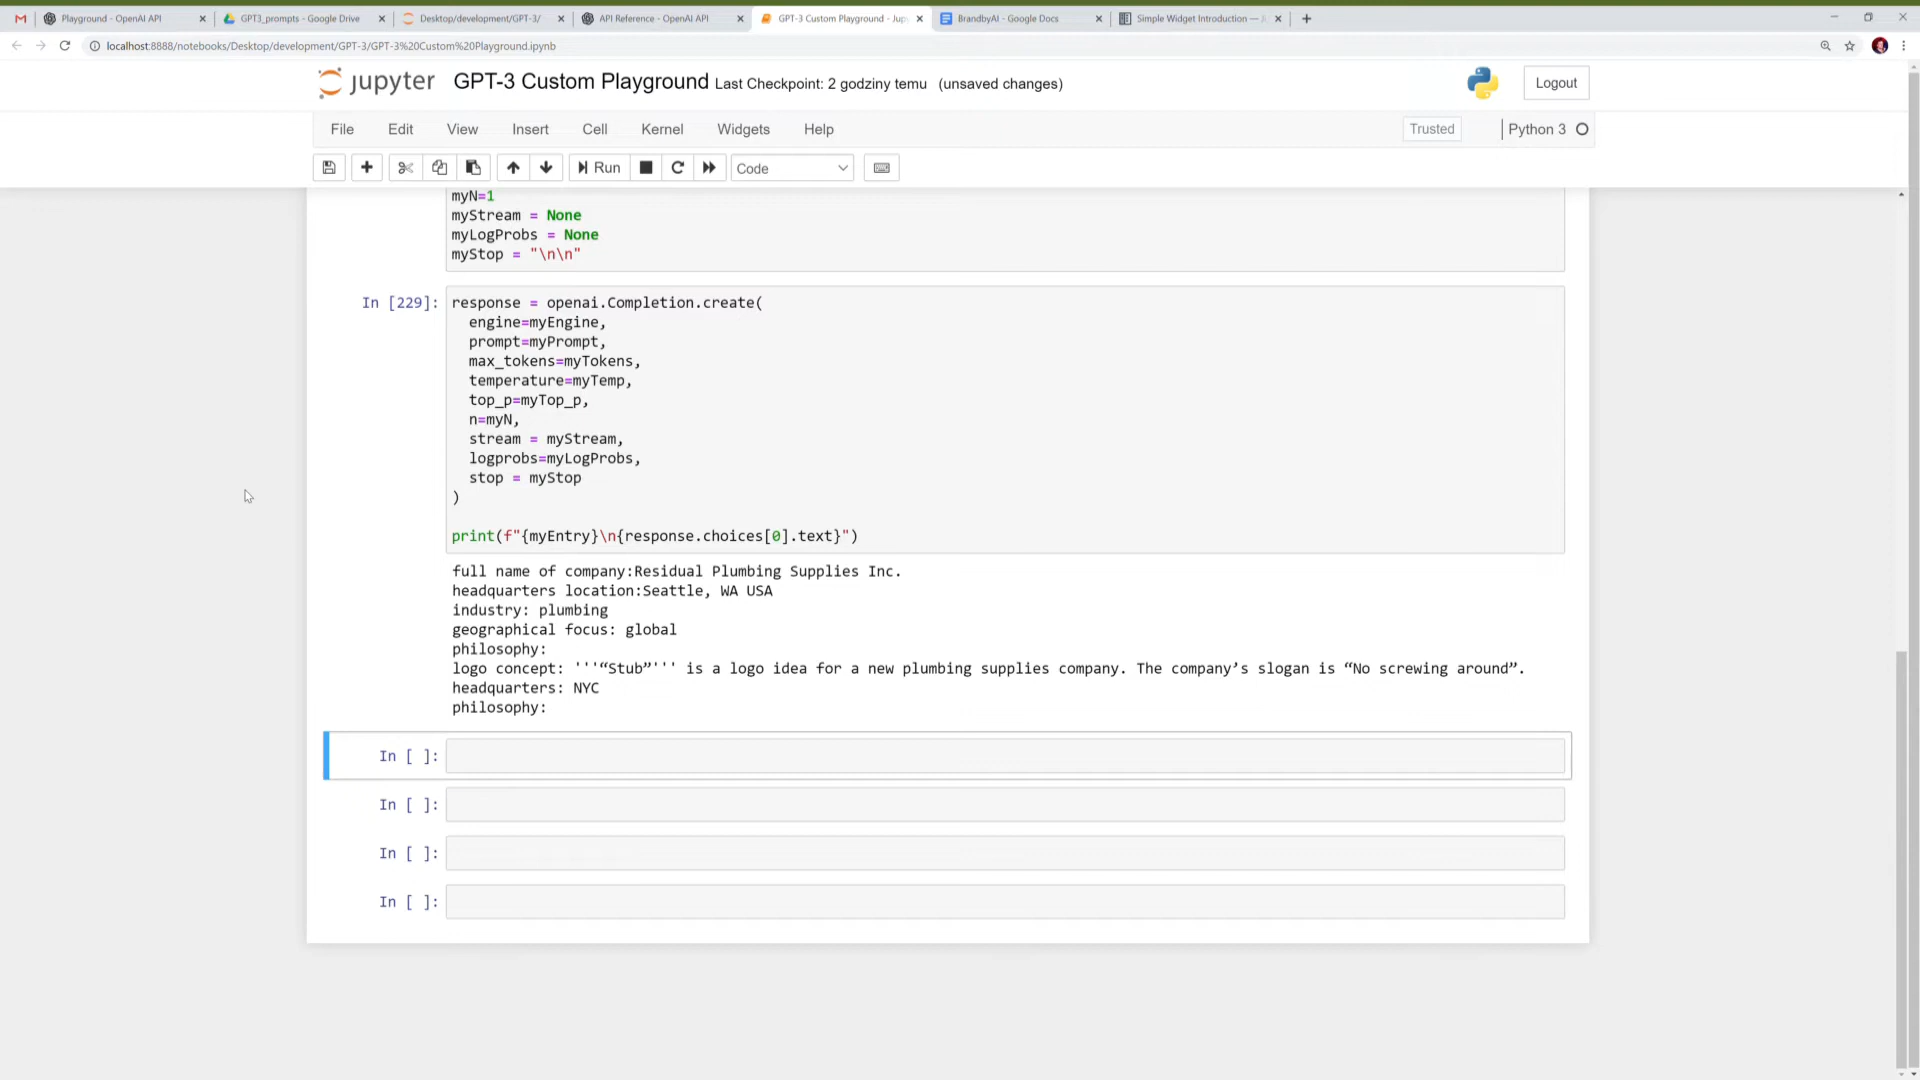 Playground - OpenAI API
GPT3_prompts - Google Drive
Desktop/development/GPT-3/
API Reference - OpenAI API
GPT-3 Custom Playground - Jup
BrandbyAI - Google Docs
Simple Widget Introduction —
localhost:8888/notebooks/Desktop/development/GPT-3/GPT-3%20Custom%20Playground.ipynb
jupyter GPT-3 Custom Playground Last Checkpoint: 2 godziny temu (unsaved changes)
Logout
File Edit View Insert Cell Kernel Widgets Help
Trusted
Python 3
Run
Code
myN=1
myStream = None
myLogProbs = None
myStop = "\n\n"
In [229]: response = openai.Completion.create(
engine=myEngine,
prompt=myPrompt,
max_tokens=myTokens,
temperature=myTemp,
top_p=myTop_p,
n=myN,
stream = myStream,
logprobs=myLogProbs,
stop = myStop
)
print(f"{myEntry}\n{response.choices[0].text}")
full name of company:Residual Plumbing Supplies Inc.
headquarters location:Seattle, WA USA
industry: plumbing
geographical focus: global
philosophy:
logo concept: '''“Stub”''' is a logo idea for a new plumbing supplies company. The company’s slogan is “No screwing around”.
headquarters: NYC
philosophy:
In [ ]:
In [ ]:
In [ ]:
In [ ]: